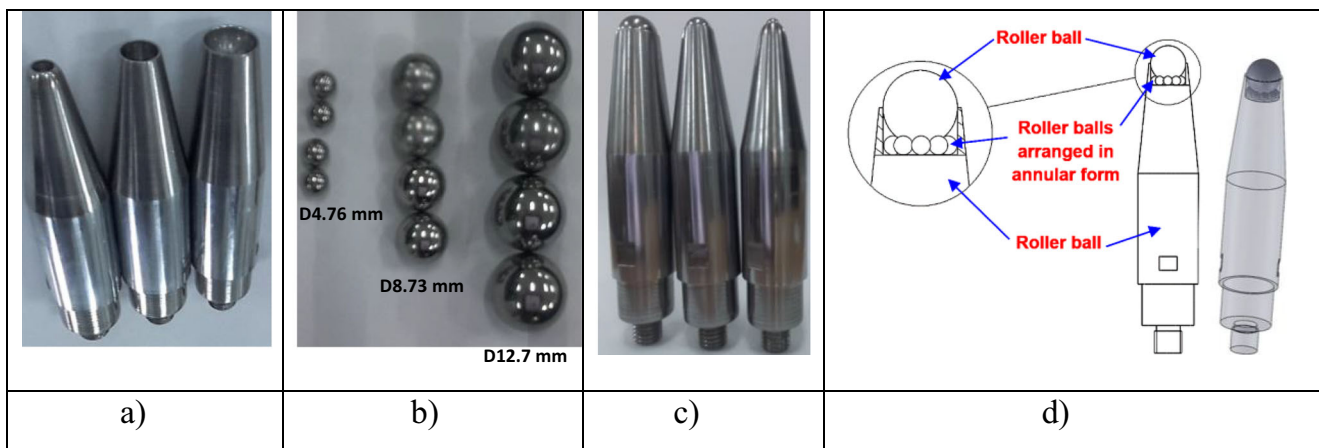 D4.76 mm
D8.73 mm
D12.7 mm
Roller ball
Roller balls
arranged in
annular form
Roller ball
a)
b)
c)
d)